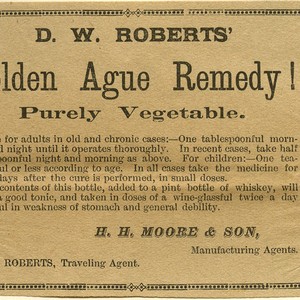 D. W. ROBERTS'
olden Ague Remedy!
Purely Vegetable.
e for adults in old and chronic cases:—One tablespoonful morn-
d night until it operates thoroughly. In recent cases, take half
poonful night and morning as above. For children:—One tea-
ul or less according to age. In all cases take the medicine for
days after the cure is performed, in small doses.
contents of this bottle, added to a pint bottle of whiskey, will
a good tonic, and taken in doses of a wine-glassful twice a day
ul in weakness of stomach and general debility.
H. H. MOORE & SON,
Manufacturing Agents.
ROBERTS, Traveling Agent.